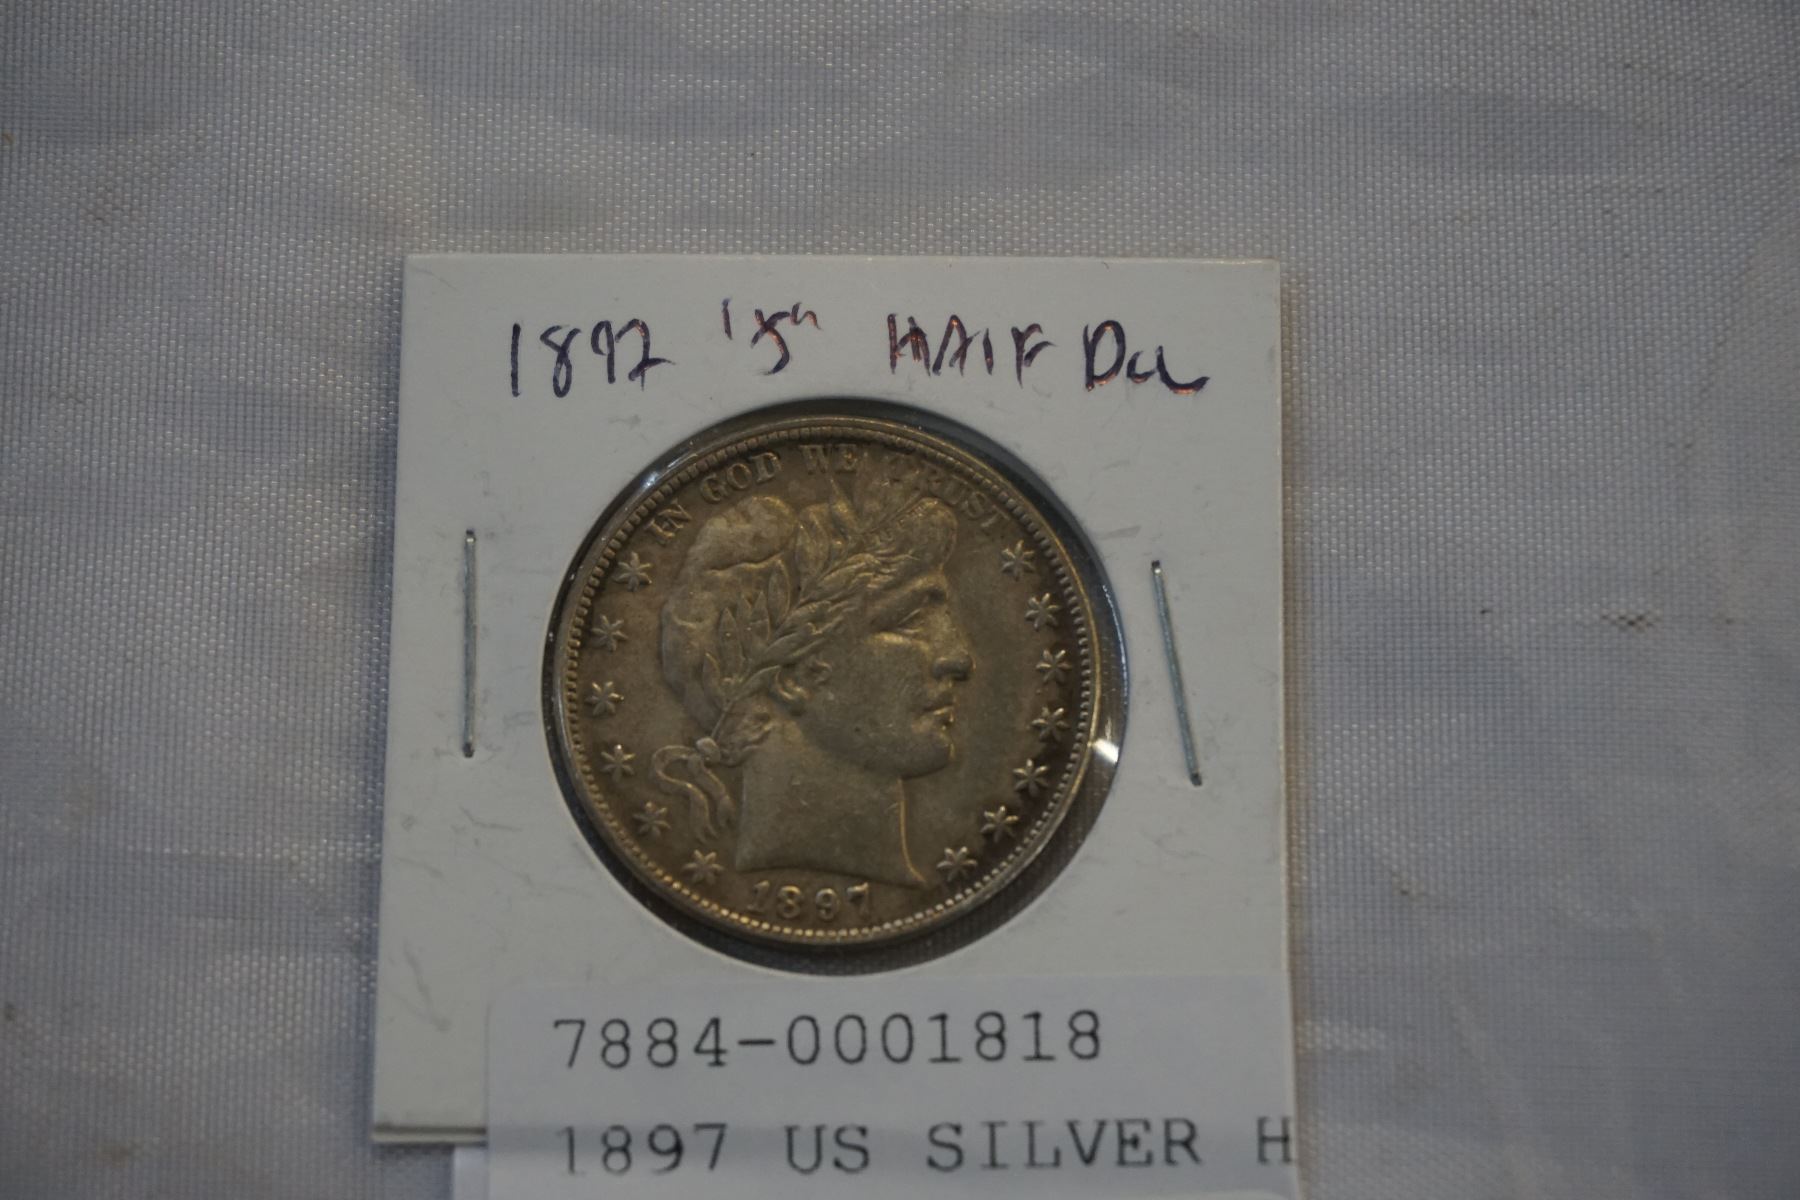 1897 "S" HALF DOL
IN GOD WE TRUST
1897
7884-0001818
1897 US SILVER H